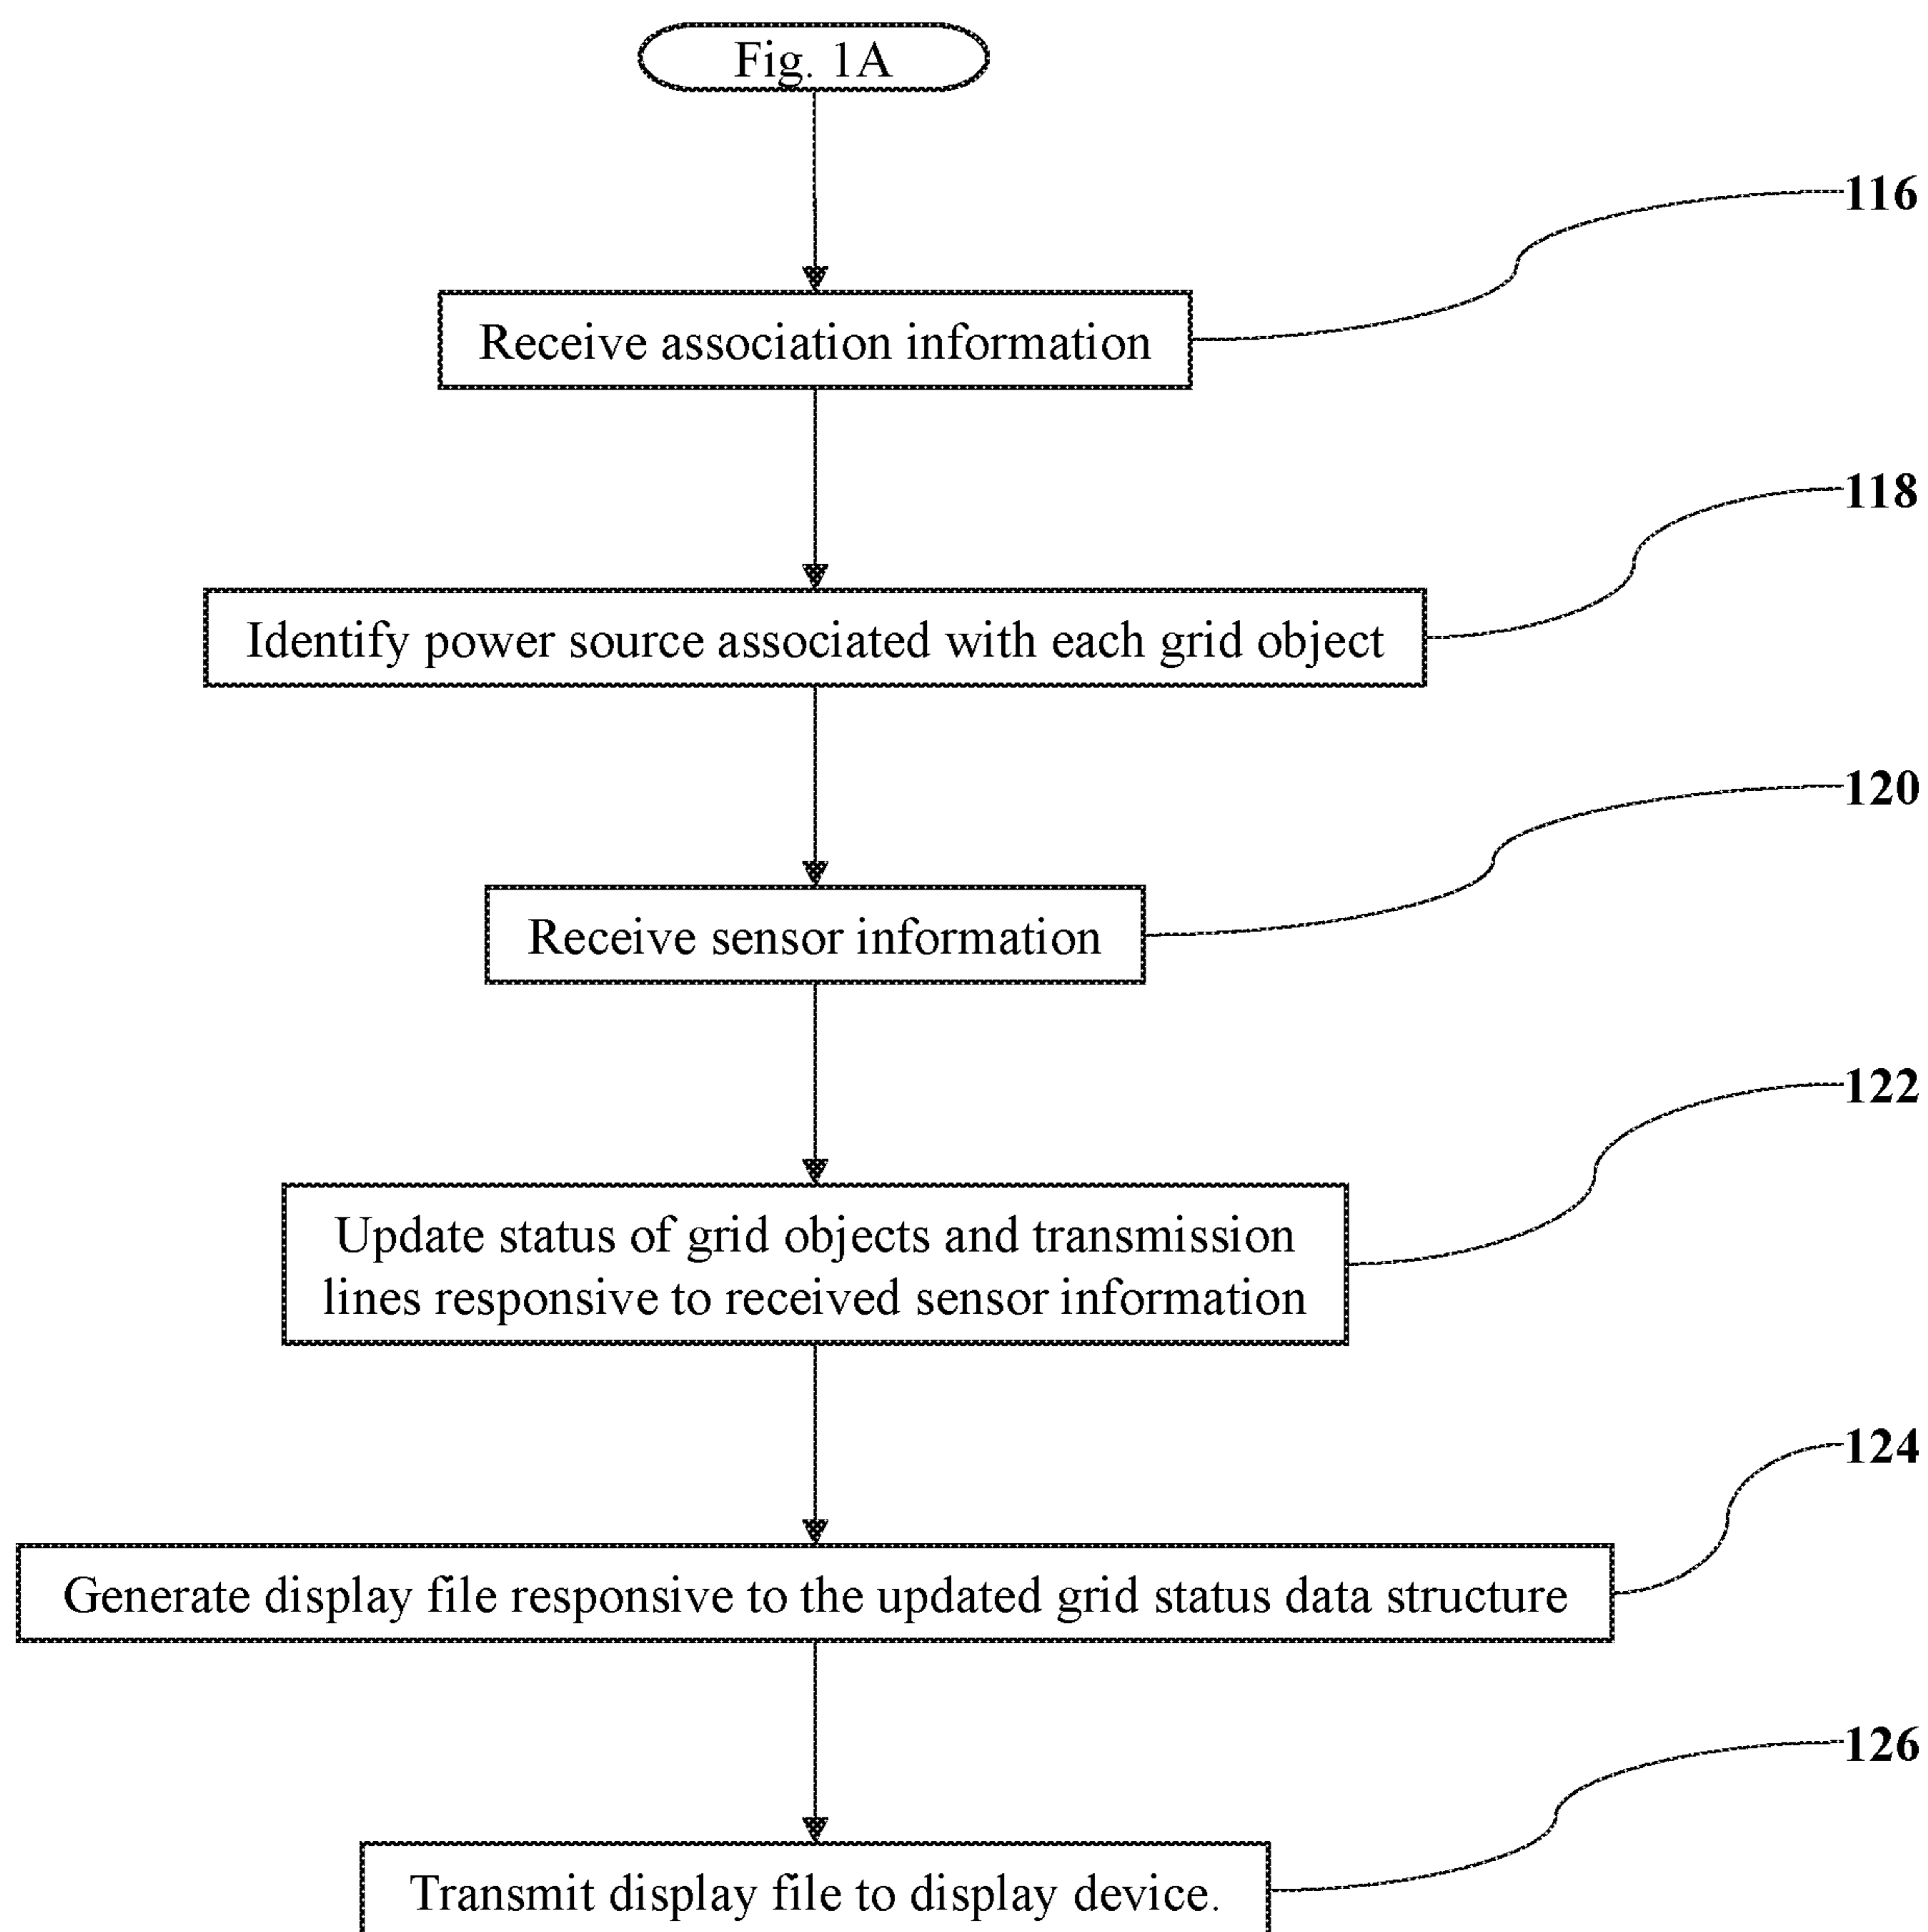 Fig. 1A
116
Receive association information
118
Identify power source associated with each grid object
120
Receive sensor information
122
Update status of grid objects and transmission
lines responsive to received sensor information
124
Generate display file responsive to the updated grid status data structure
126
Transmit display file to display device.